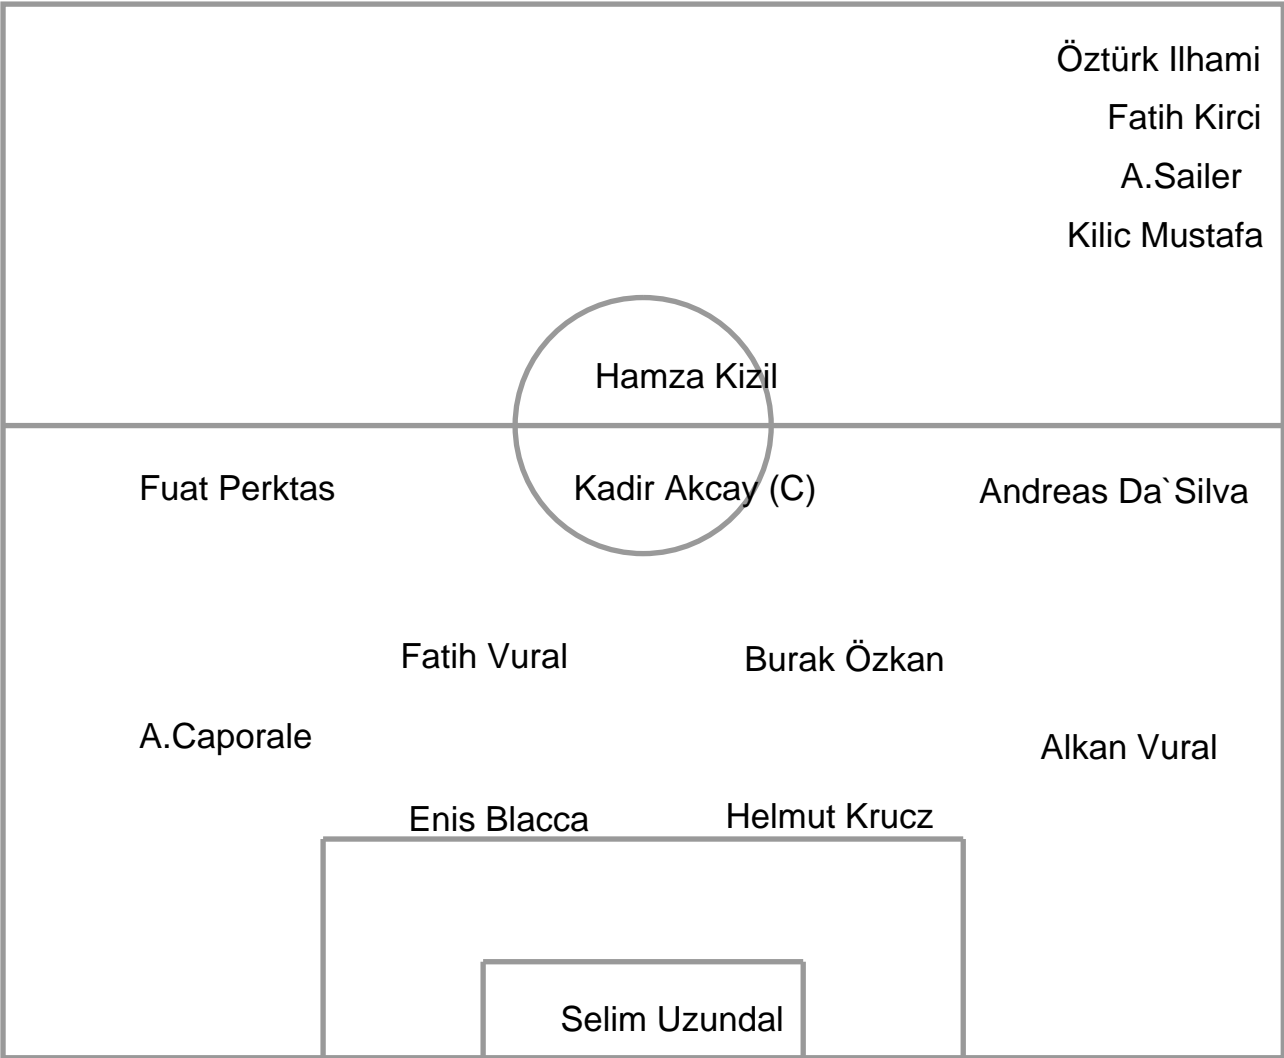 Öztürk Ilhami
Fatih Kirci
A.Sailer
Kilic Mustafa
Hamza Kizil
Fuat Perktas
Kadir Akcay (C)
Andreas Da`Silva
Fatih Vural
Burak Özkan
A.Caporale
Alkan Vural
Enis Blacca
Helmut Krucz
Selim Uzundal